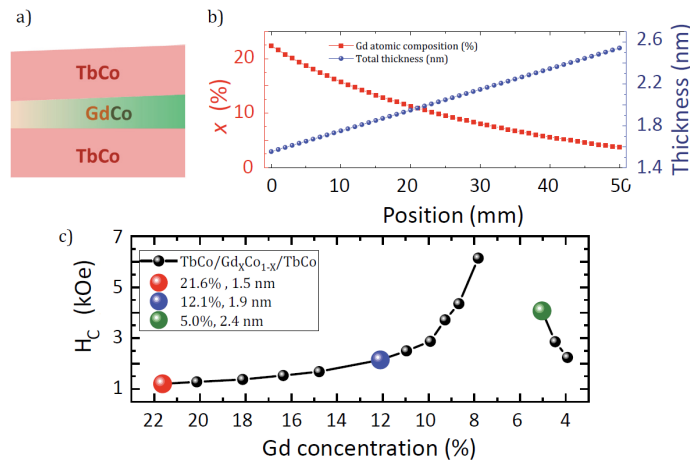 a)
TbCo
GdCo
TbCo
b)
Gd atomic composition (%)
Total thickness (nm)
x (%)
20
10
0
Thickness (nm)
2.6
2.2
1.8
1.4
0 10 20 30 40 50
Position (mm)
c)
H_C (kOe)
7
5
3
1
TbCo/Gd_XCo_{1-X}/TbCo
21.6% , 1.5 nm
12.1%, 1.9 nm
5.0%, 2.4 nm
22 20 18 16 14 12 10 8 6 4
Gd concentration (%)